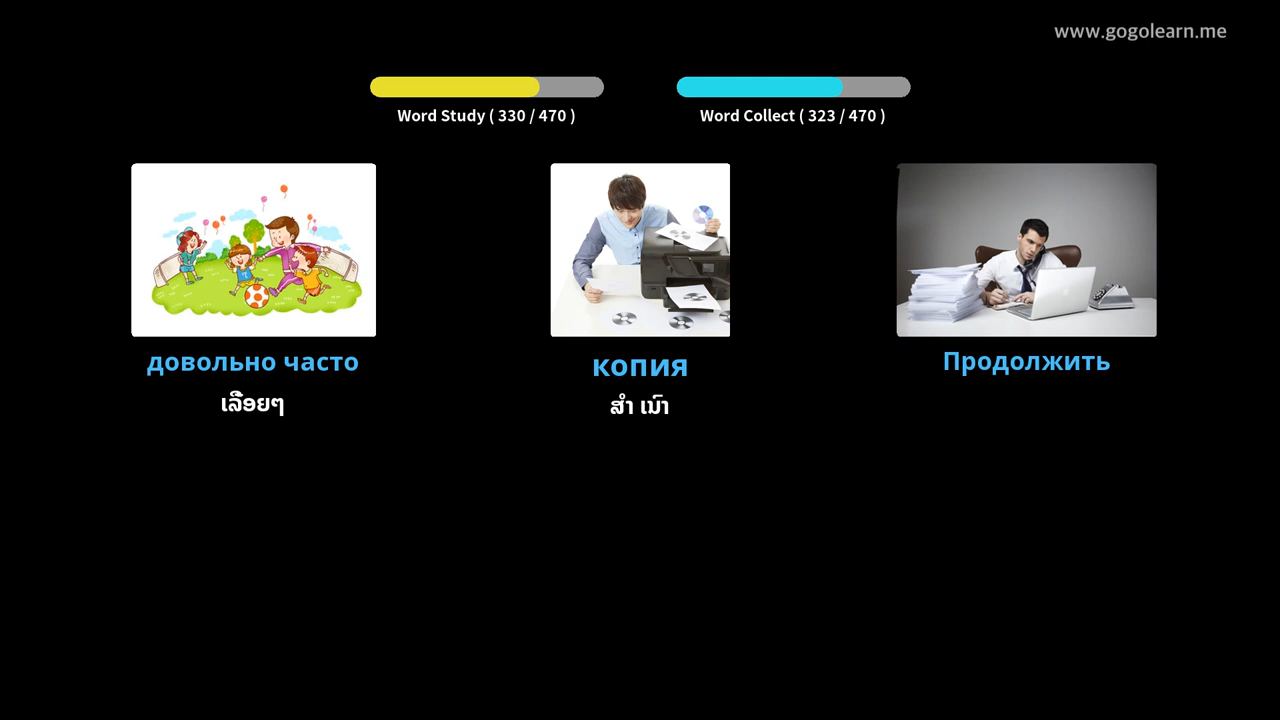 www.gogolearn.me
Word Study ( 330 / 470 )
Word Collect ( 323 / 470 )
довольно часто
копия
Продолжить
ເລື້ອຍໆ
ສຳ ເນົາ